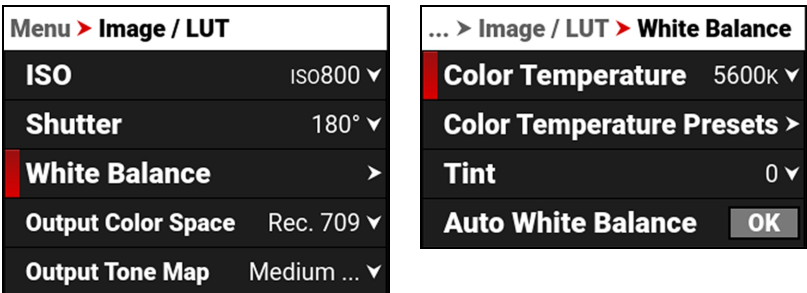 Menu > Image / LUT
ISO ISO800
Shutter 180°
White Balance >
Output Color Space Rec. 709
Output Tone Map Medium ...
... > Image / LUT > White Balance
Color Temperature 5600K
Color Temperature Presets >
Tint 0
Auto White Balance OK